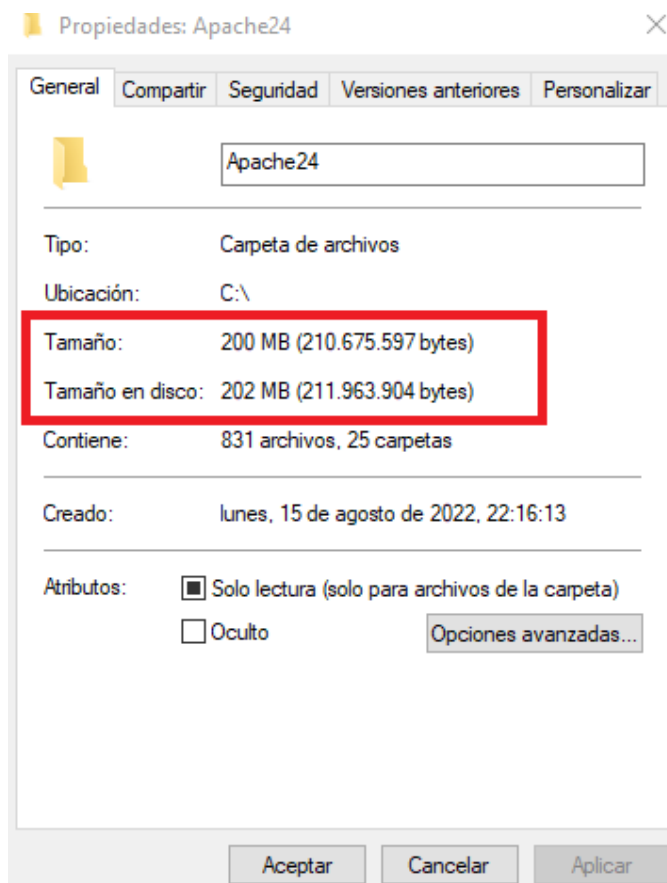 Propiedades: Apache24
General Compartir Seguridad Versiones anteriores Personalizar
Apache24
Tipo: Carpeta de archivos
Ubicación: C:\
Tamaño: 200 MB (210.675.597 bytes)
Tamaño en disco: 202 MB (211.963.904 bytes)
Contiene: 831 archivos, 25 carpetas
Creado: lunes, 15 de agosto de 2022, 22:16:13
Atributos: Solo lectura (solo para archivos de la carpeta)
Oculto Opciones avanzadas...
Aceptar Cancelar Aplicar